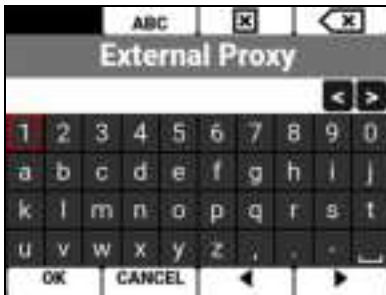 ABC
External Proxy
< >
1 2 3 4 5 6 7 8 9 0
a b c d e f g h i j
k l m n o p q r s t
u v w x y z , . -
OK CANCEL